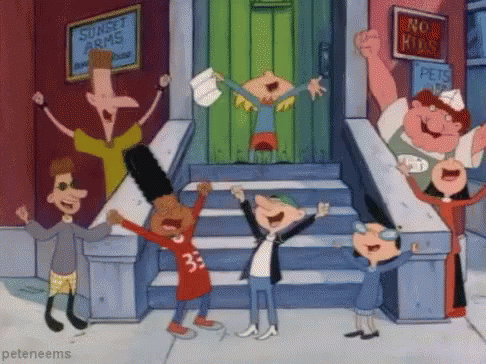 SUNSET
ARMS
NO
KIDS
PETS
33
peteneems